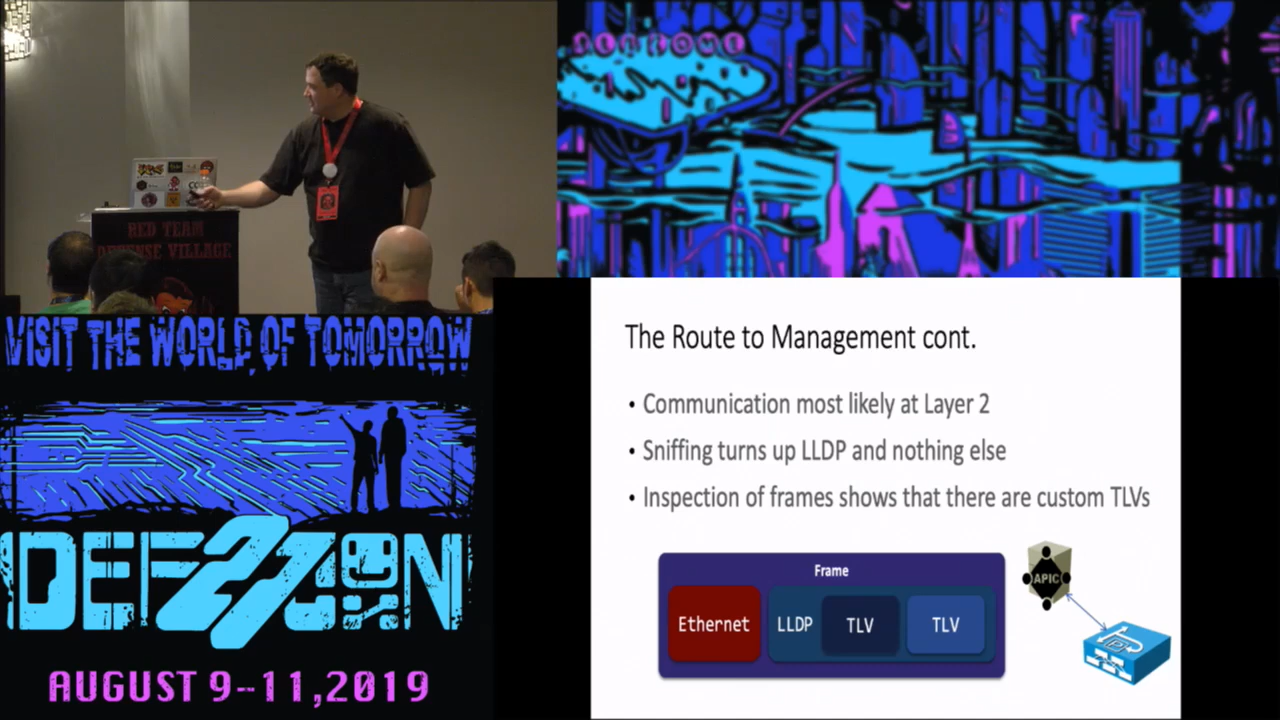 WELCOME
RED TEAM
OFFENSE VILLAGE
VISIT THE WORLD OF TOMORROW
DEF27CON
AUGUST 9-11,2019
The Route to Management cont.
• Communication most likely at Layer 2
• Sniffing turns up LLDP and nothing else
• Inspection of frames shows that there are custom TLVs
Frame
Ethernet
LLDP
TLV
TLV
APIC